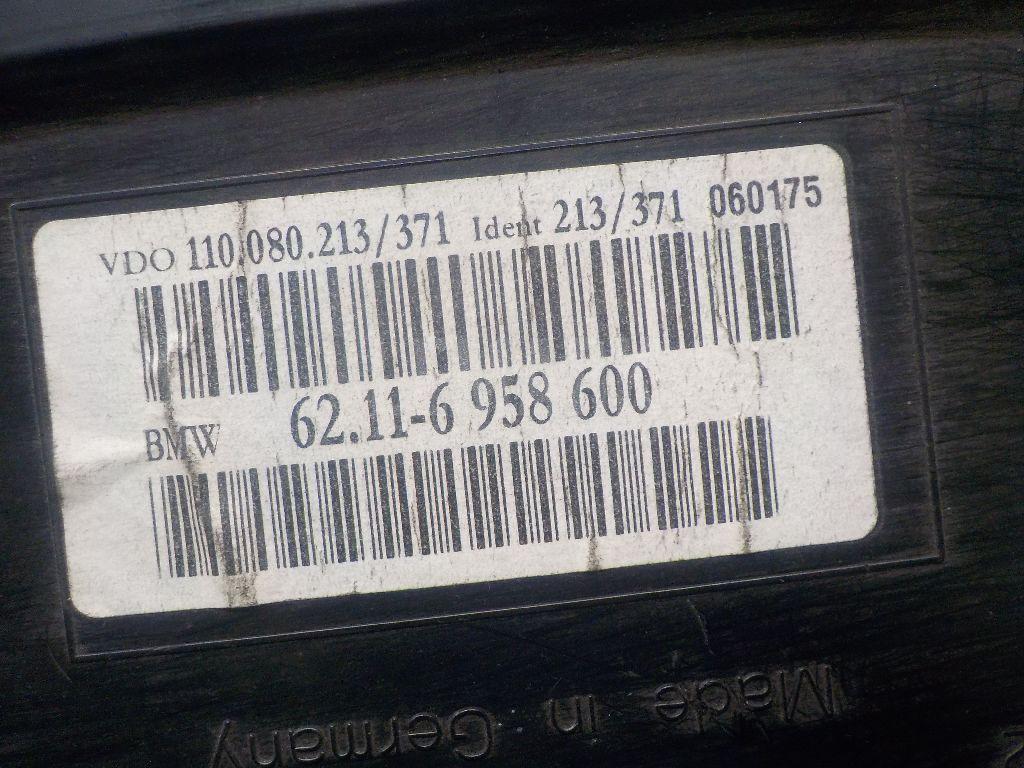 VDO 110.080.213/371 Ident 213/371 060175
BMW 62.11-6 958 600
Made in Germany